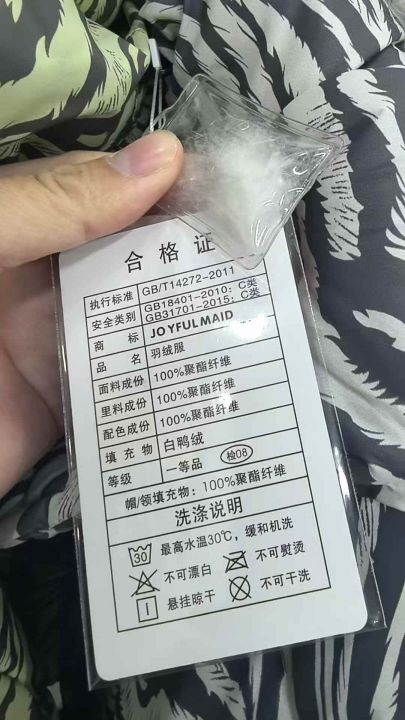 合格证
执行标准 GB/T14272-2011
安全类别 GB18401-2010：C类
GB31701-2015：C类
商标 JOYFUL MAID
品名 羽绒服
面料成份 100%聚酯纤维
里料成份 100%聚酯纤维
配色成份 100%聚酯纤维
填充物 白鸭绒
等级 一等品 检08
帽/领填充物：100%聚酯纤维
洗涤说明
30 最高水温30℃，缓和机洗
不可漂白 不可熨烫
悬挂晾干 不可干洗